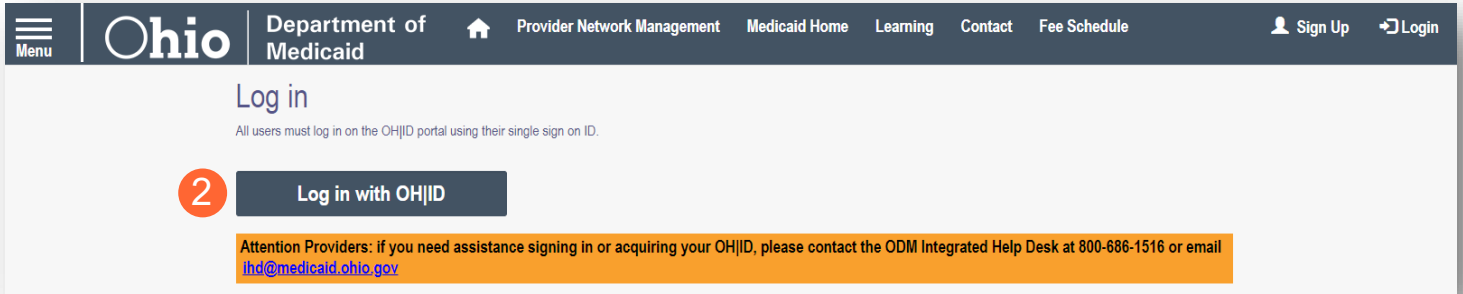 Menu
Ohio
Department of
Medicaid
Provider Network Management
Medicaid Home
Learning
Contact
Fee Schedule
Sign Up
Login
Log in
All users must log in on the OH|ID portal using their single sign on ID.
2
Log in with OH|ID
Attention Providers: if you need assistance signing in or acquiring your OH|ID, please contact the ODM Integrated Help Desk at 800-686-1516 or email
ihd@medicaid.ohio.gov